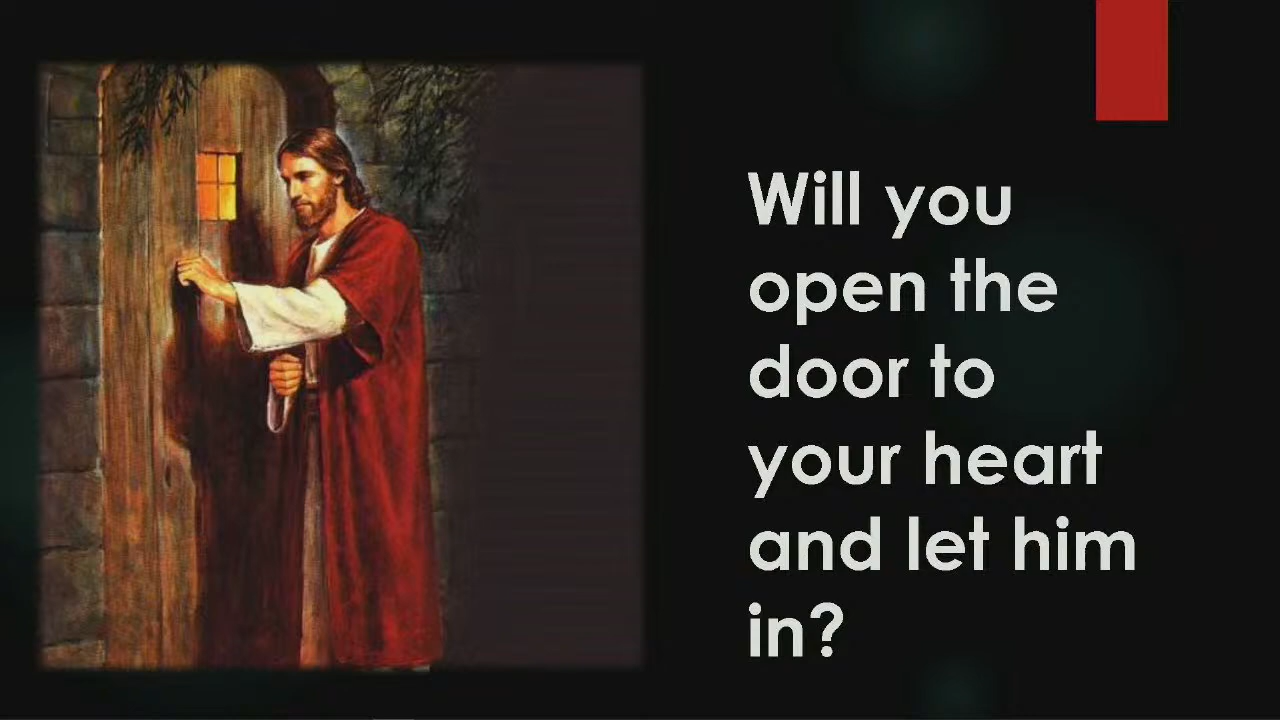 Will you
open the
door to
your heart
and let him
in?